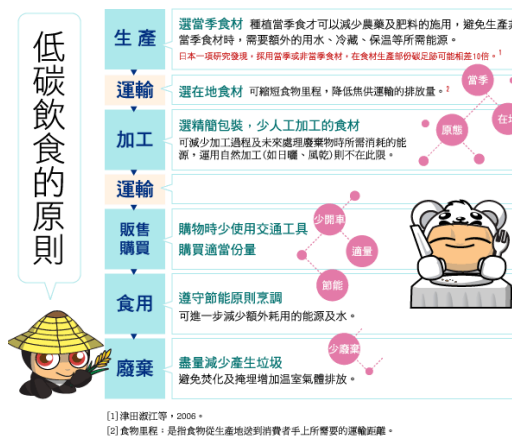 低碳飲食的原則
生產
選當季食材 種植當季食才可以減少農藥及肥料的施用，避免生產非
當季食材時，需要額外的用水、冷藏、保溫等所需能源。
日本一項研究發現，採用當季或非當季食材，在食材生產部份碳足跡可能相差10倍。1
運輸
選在地食材 可縮短食物里程，降低焦供運輸的排放量。2
當季
在地
原態
加工
選精簡包裝，少人工加工的食材
可減少加工過程及未來處理廢棄物時所需消耗的能
源，運用自然加工(如日曬、風乾)則不在此限。
運輸
販售
購買
購物時少使用交通工具
購買適當份量
少開車
適量
節能
食用
遵守節能原則烹調
可進一步減少額外耗用的能源及水。
廢棄
盡量減少產生垃圾
避免焚化及掩埋增加温室氣體排放。
少廢棄
[1]津田淑江等，2006。
[2]食物里程：是指食物從生產地送到消費者手上所需要的運輸距離。